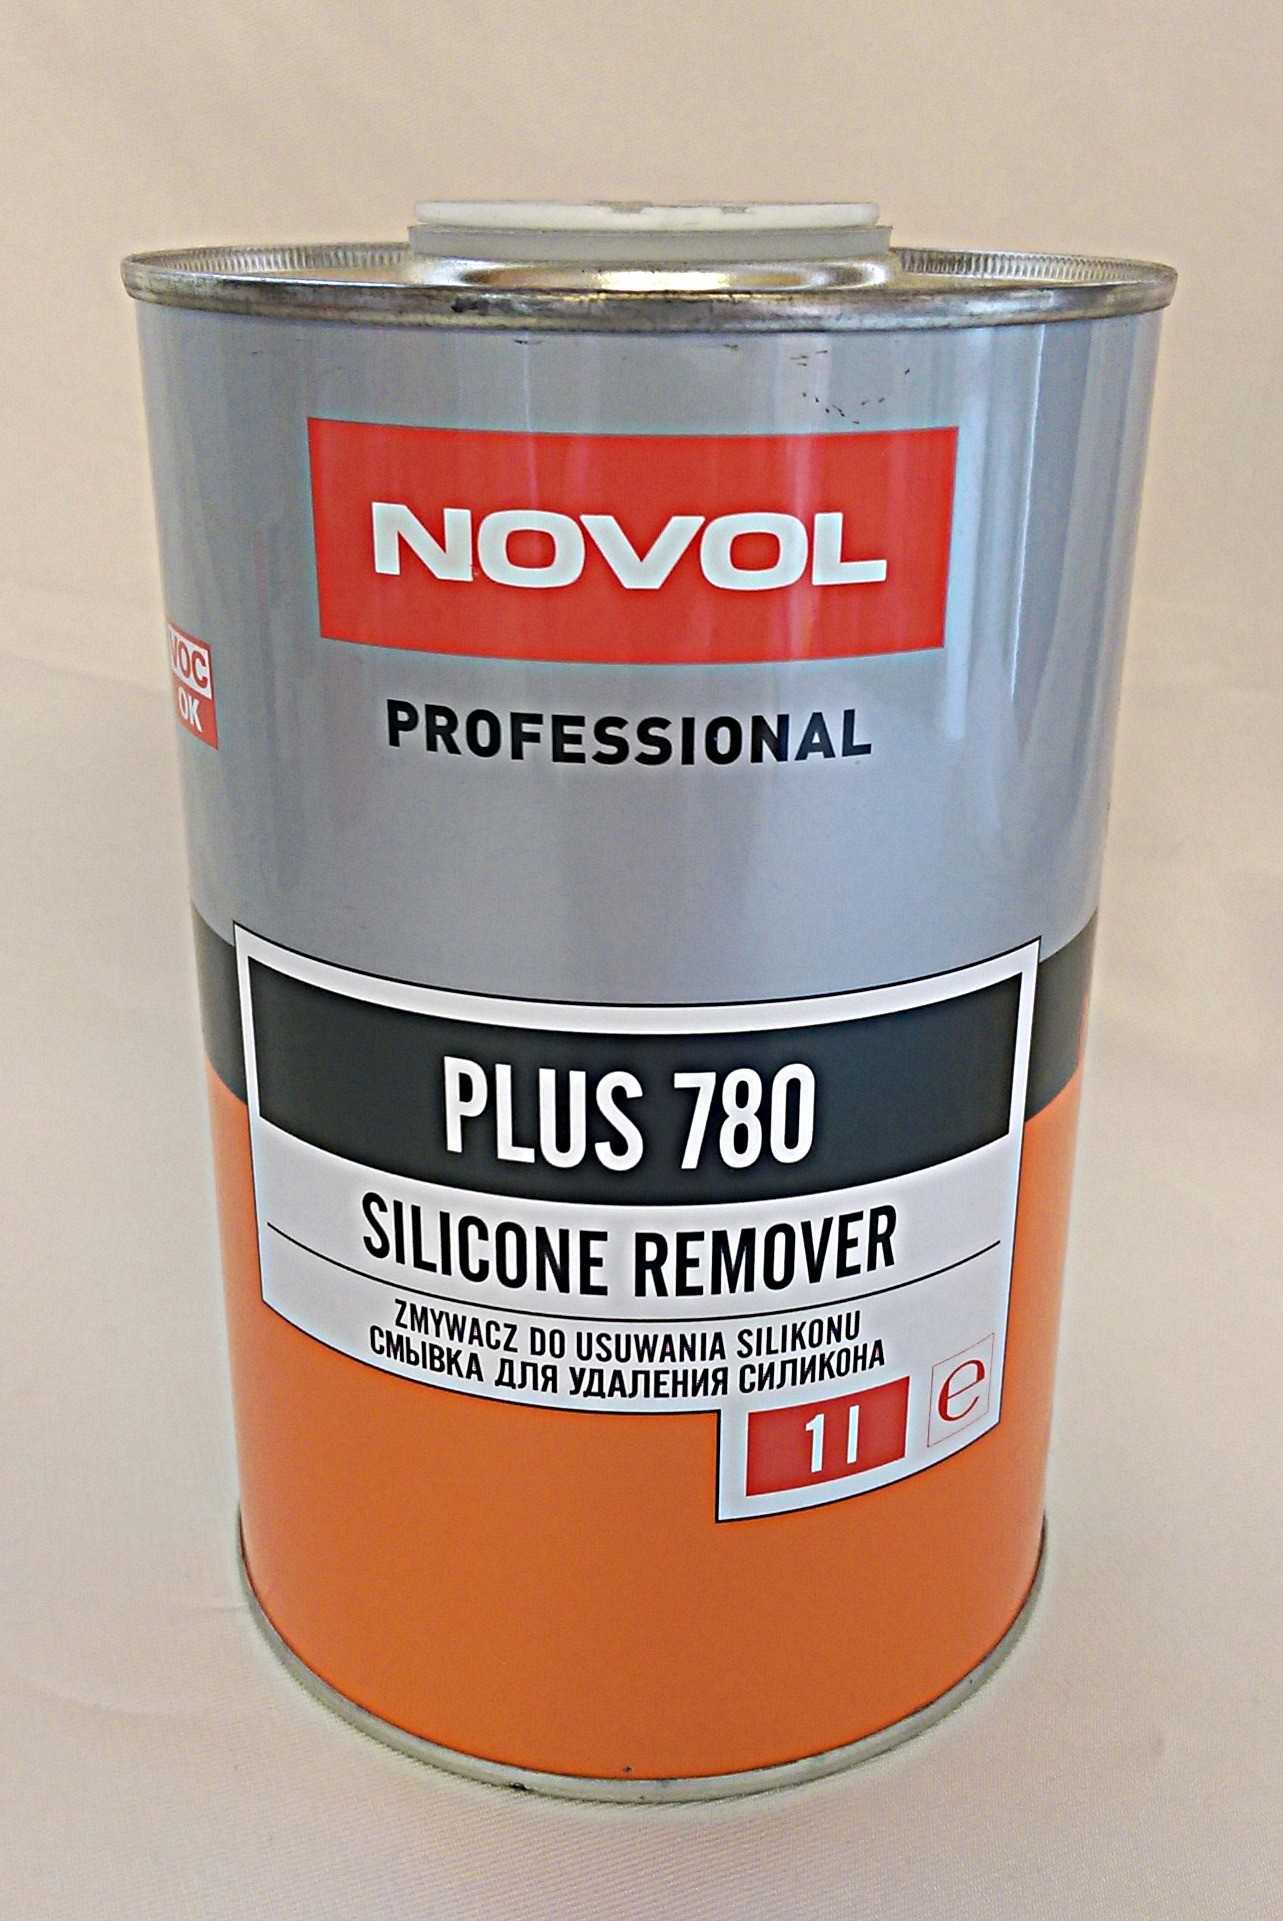 NOVOL
PROFESSIONAL
VOC
OK
PLUS 780
SILICONE REMOVER
ZMYWACZ DO USUWANIA SILIKONU
СМЫВКА ДЛЯ УДАЛЕНИЯ СИЛИКОНА
1 l
e